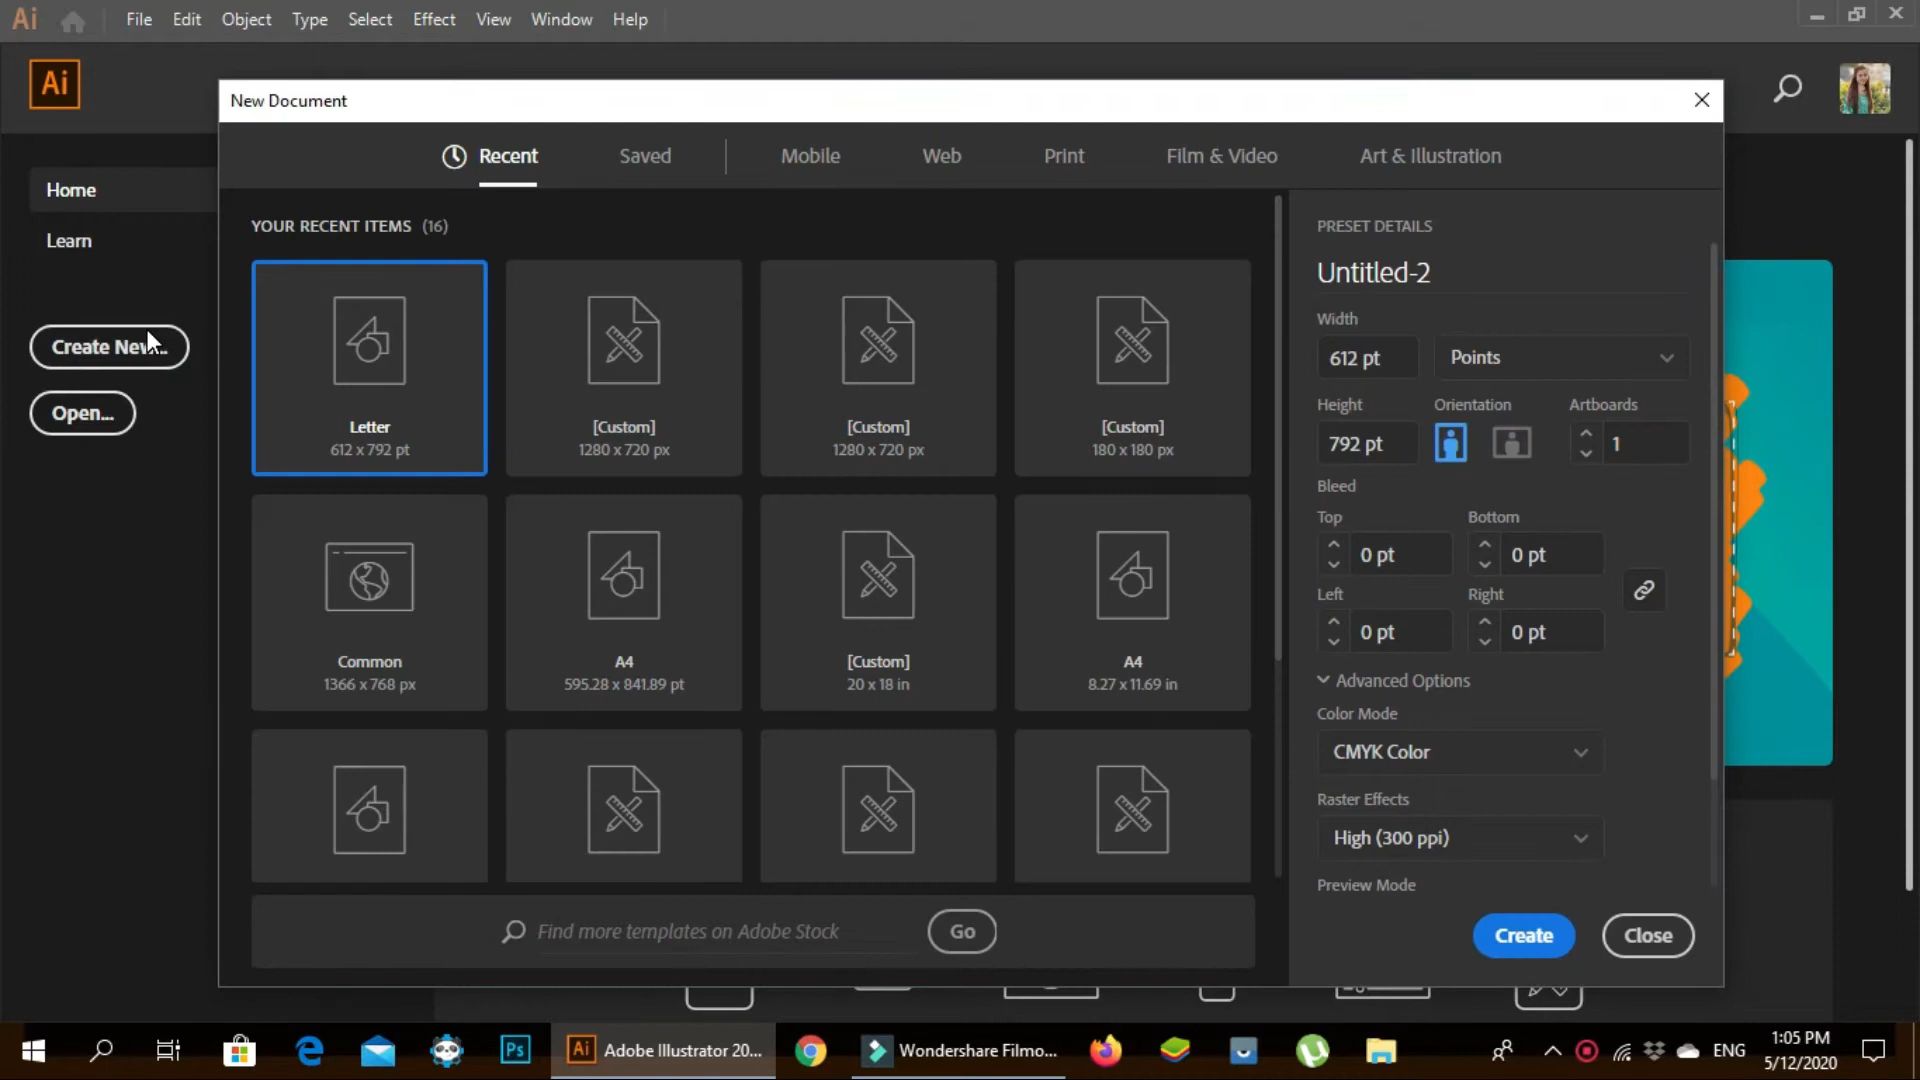 Ai File Edit Object Type Select Effect View Window Help
Ai
New Document
Recent Saved Mobile Web Print Film & Video Art & Illustration
Home
Learn
Create New...
Open...
YOUR RECENT ITEMS (16)
Letter
612 x 792 pt
[Custom]
1280 x 720 px
[Custom]
1280 x 720 px
[Custom]
180 x 180 px
Common
1366 x 768 px
A4
595.28 x 841.89 pt
[Custom]
20 x 18 in
A4
8.27 x 11.69 in
Find more templates on Adobe Stock Go
PRESET DETAILS
Untitled-2
Width
612 pt Points
Height Orientation Artboards
792 pt 1
Bleed
Top Bottom
0 pt 0 pt
Left Right
0 pt 0 pt
Advanced Options
Color Mode
CMYK Color
Raster Effects
High (300 ppi)
Preview Mode
Create Close
Ps Ai Adobe Illustrator 20... Wondershare Filmo... ENG 1:05 PM
5/12/2020